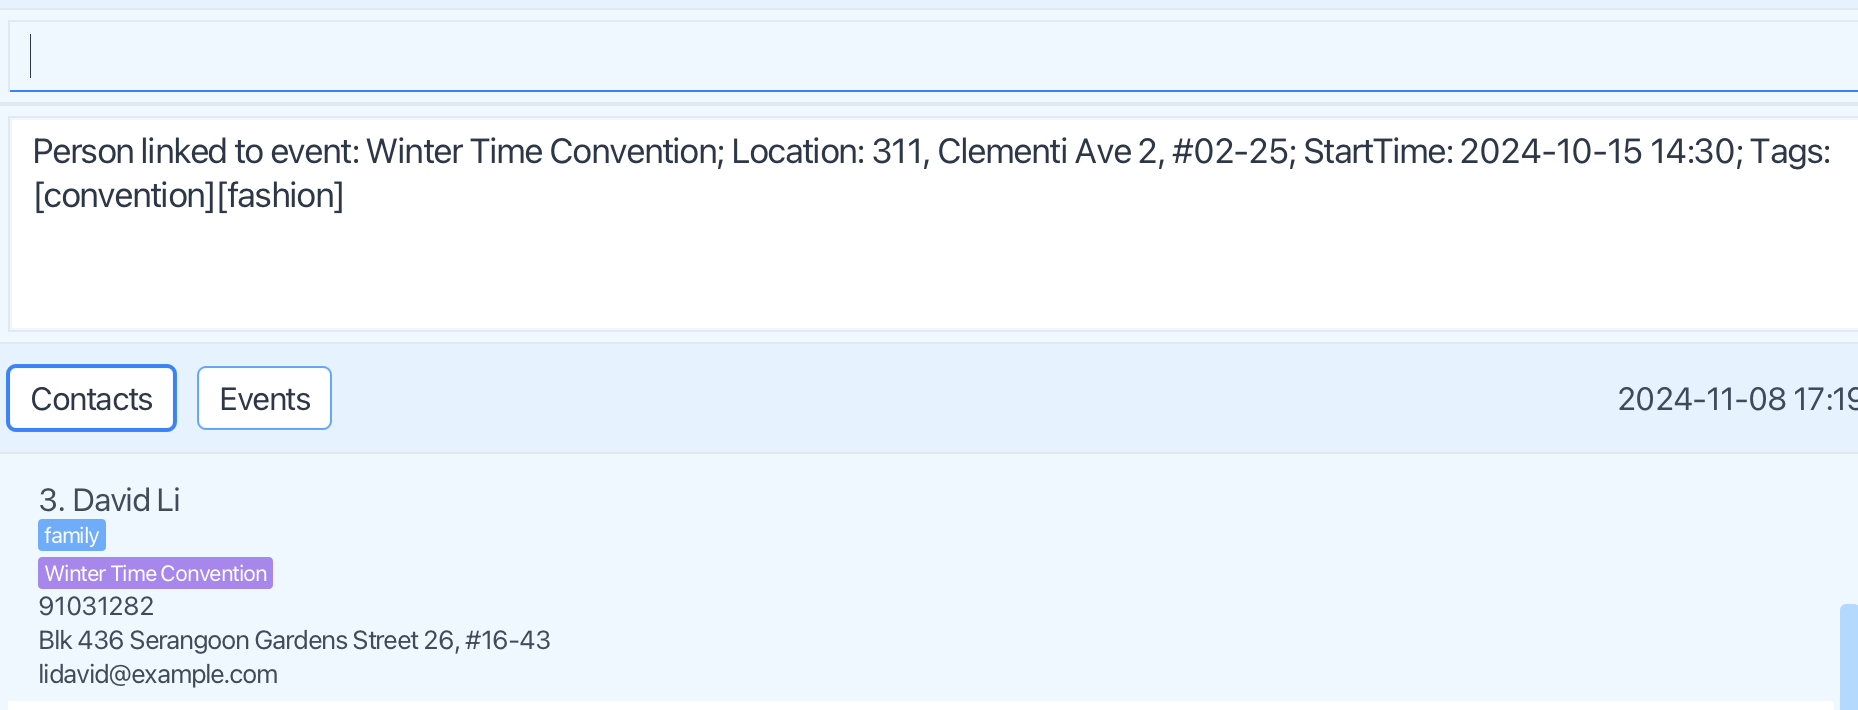 Person linked to event: Winter Time Convention; Location: 311, Clementi Ave 2, #02-25; StartTime: 2024-10-15 14:30; Tags:
[convention][fashion]
Contacts Events 2024-11-08 17:19
3. David Li
family
Winter Time Convention
91031282
Blk 436 Serangoon Gardens Street 26, #16-43
lidavid@example.com